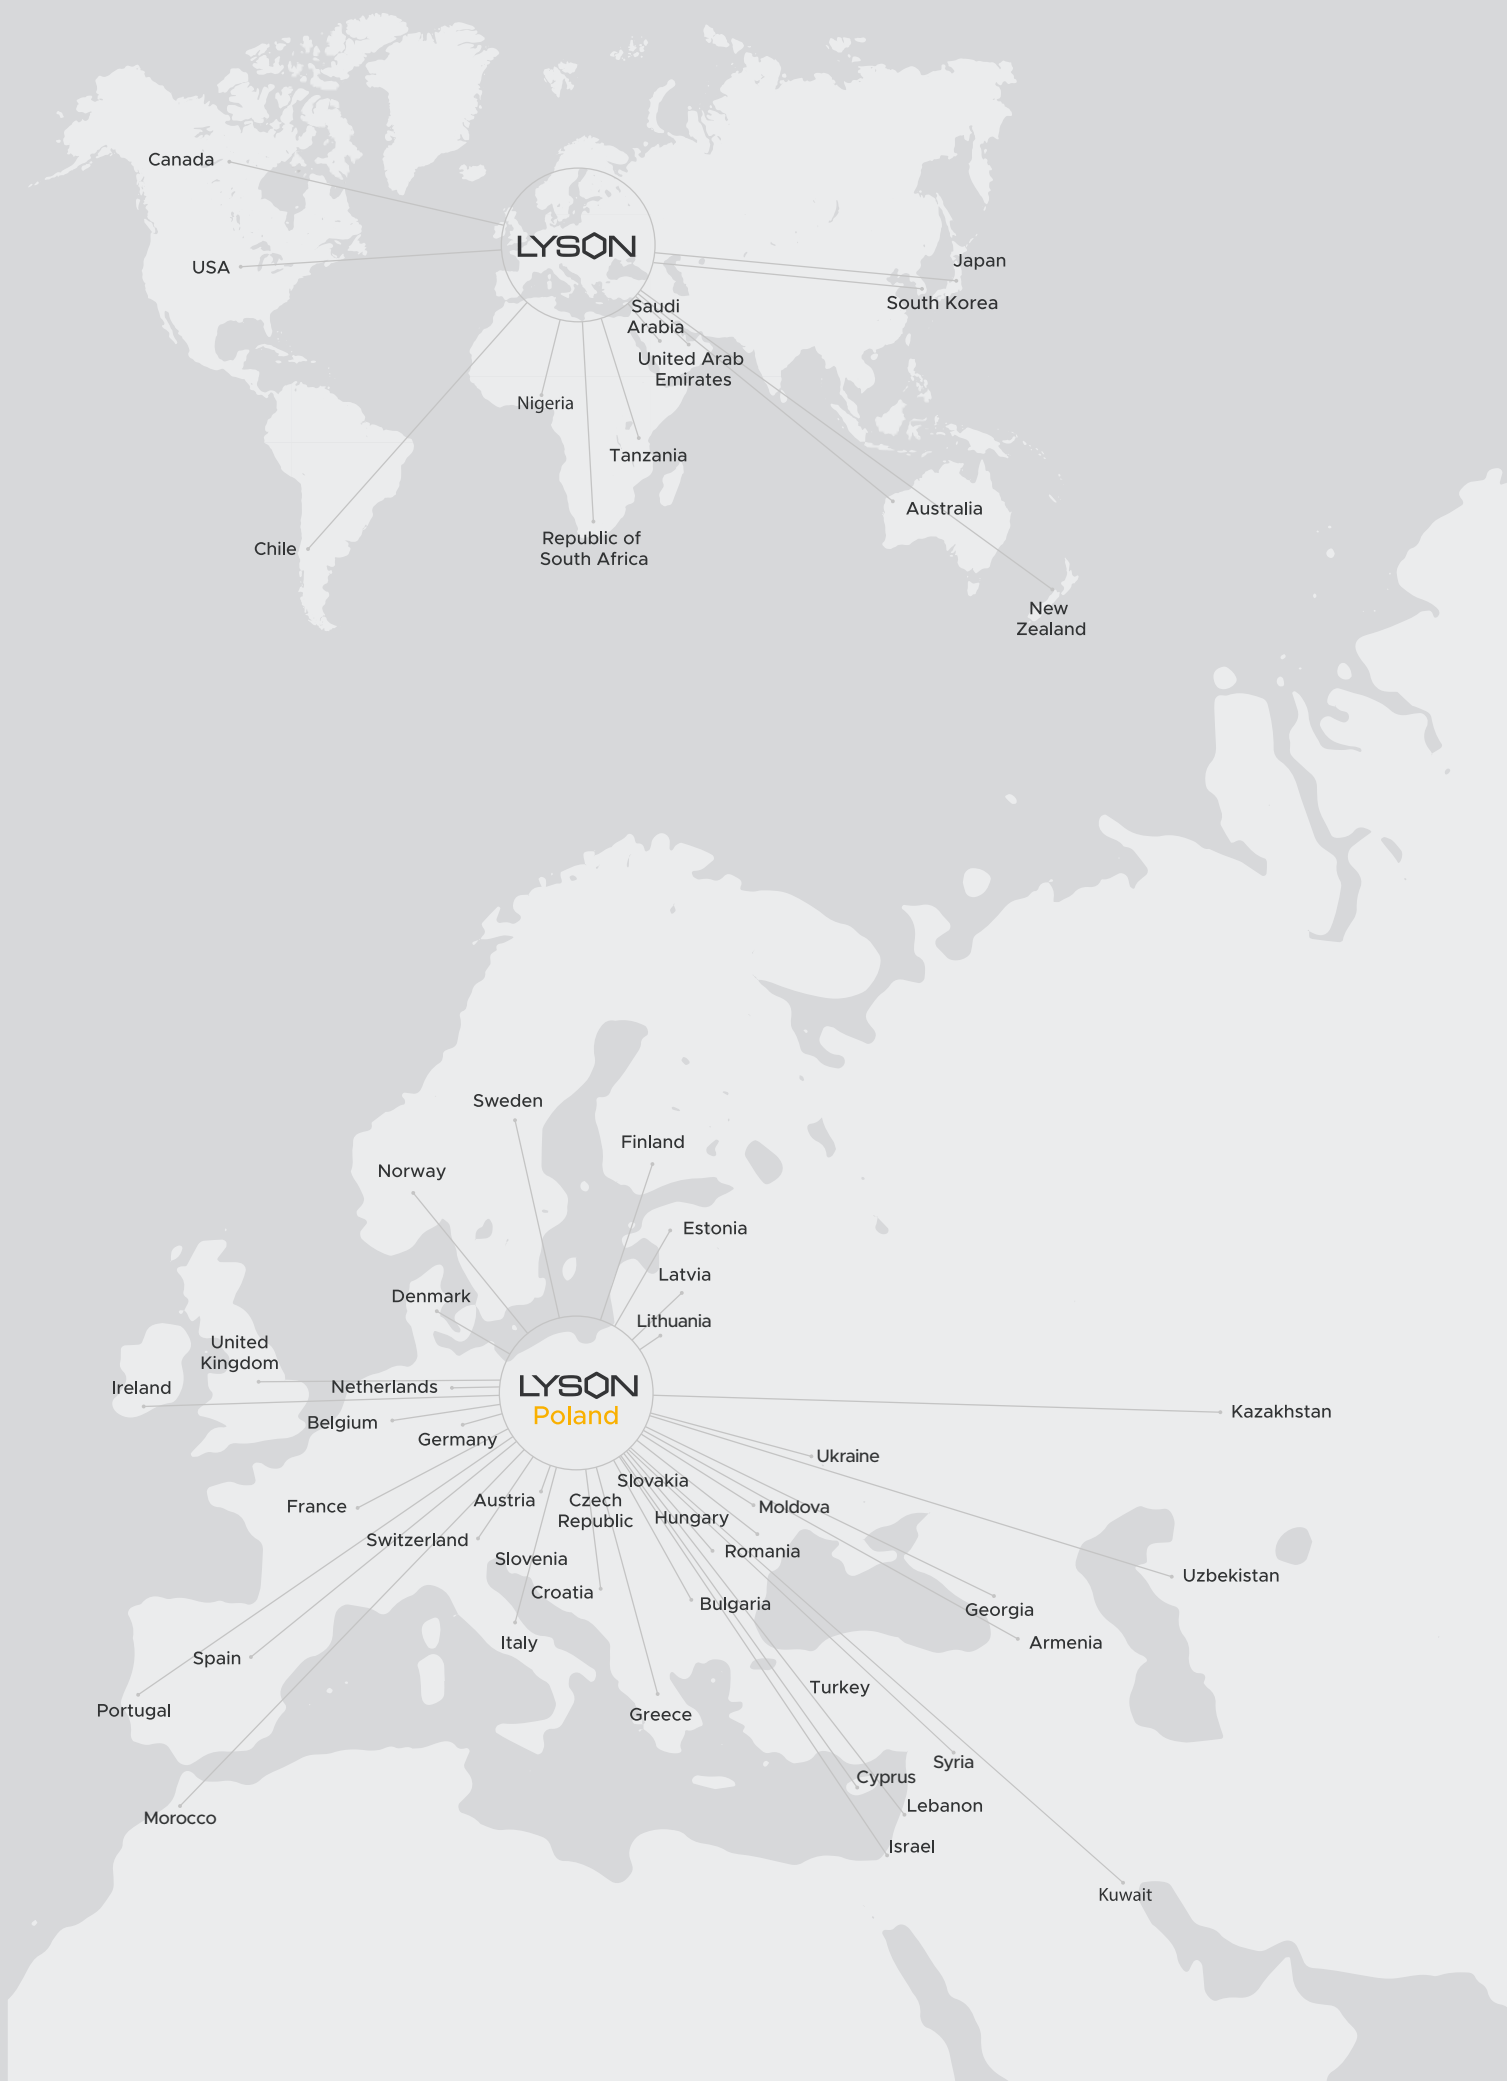 Canada
LYSON
USA
Japan
South Korea
Saudi
Arabia
United Arab
Emirates
Nigeria
Tanzania
Australia
Republic of
South Africa
Chile
New
Zealand
Sweden
Finland
Norway
Estonia
Latvia
Denmark
Lithuania
United
Kingdom
Ireland
Netherlands
LYSON
Poland
Belgium
Germany
Kazakhstan
Ukraine
Slovakia
France
Austria
Czech
Republic
Hungary
Moldova
Switzerland
Slovenia
Romania
Croatia
Bulgaria
Uzbekistan
Georgia
Armenia
Italy
Spain
Portugal
Greece
Turkey
Syria
Cyprus
Lebanon
Morocco
Israel
Kuwait